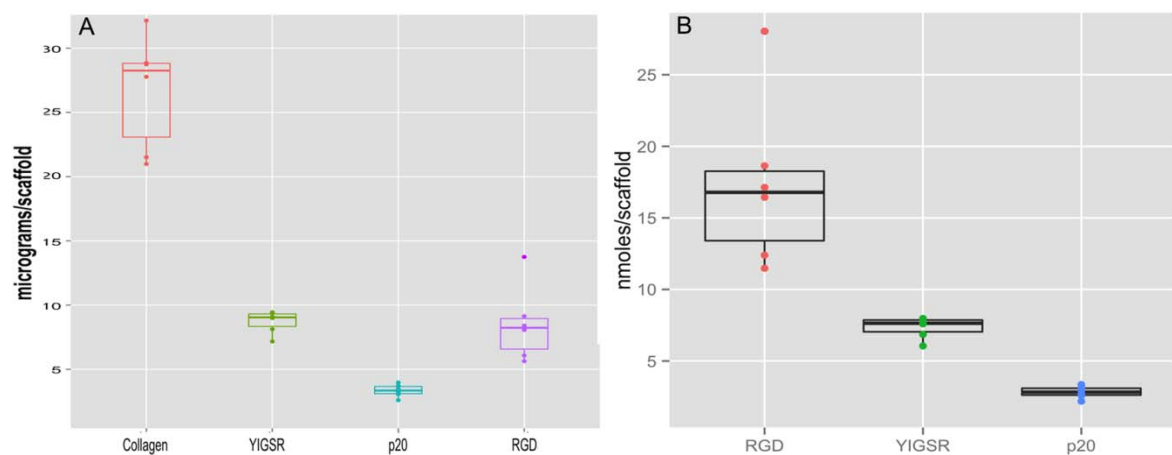 A
30
25
20
15
10
5
micrograms/scaffold
Collagen YIGSR p20 RGD
B
25
20
15
10
5
nmoles/scaffold
RGD YIGSR p20